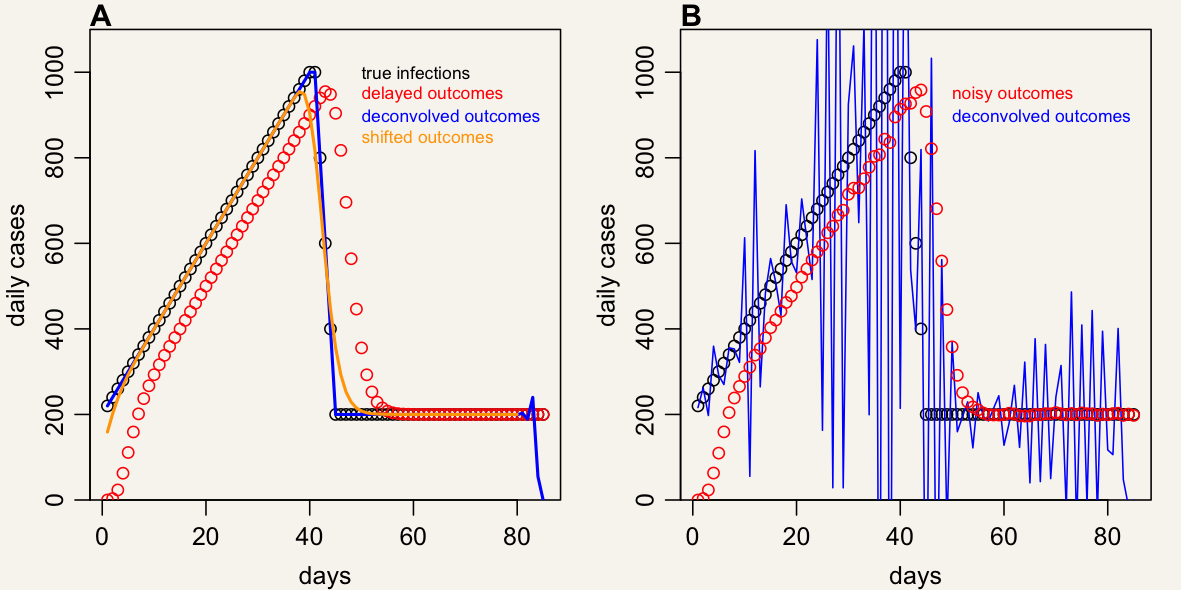 A
daily cases
1000
800
600
400
200
0
true infections
delayed outcomes
deconvolved outcomes
shifted outcomes
0 20 40 60 80
days
B
daily cases
1000
800
600
400
200
0
noisy outcomes
deconvolved outcomes
0 20 40 60 80
days